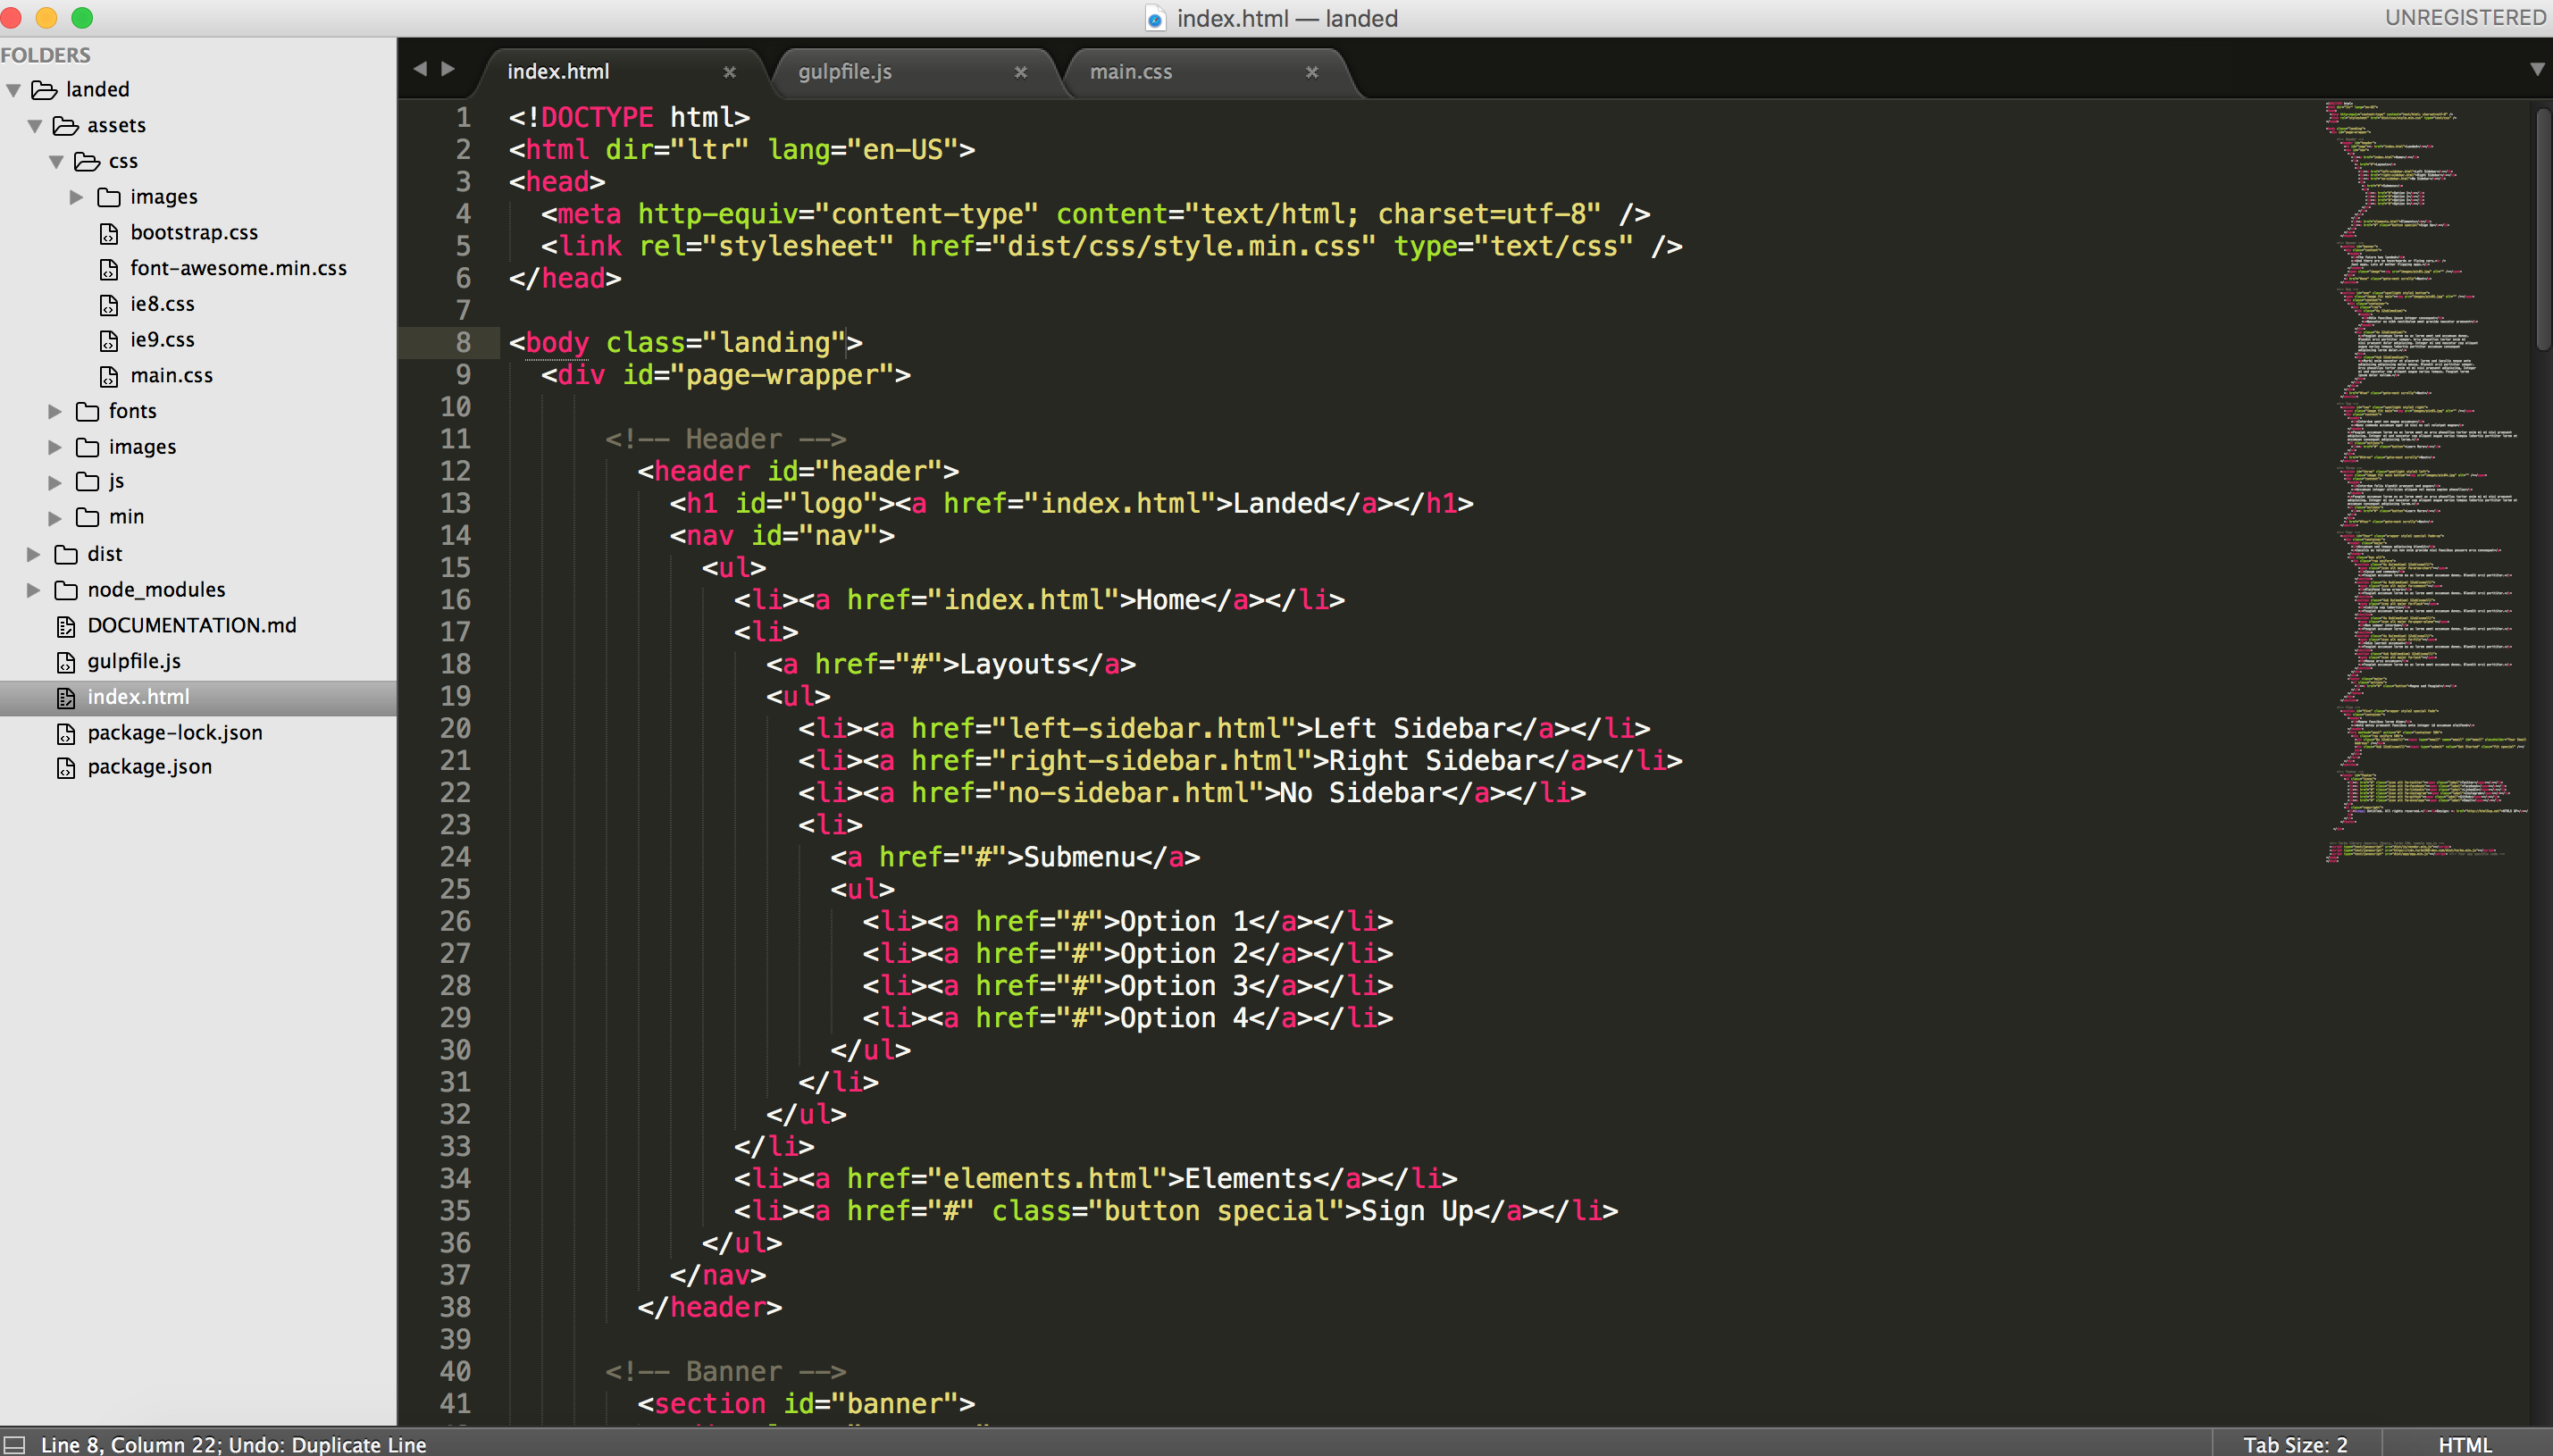 index.html — landed
UNREGISTERED
FOLDERS
landed
assets
css
images
bootstrap.css
font-awesome.min.css
ie8.css
ie9.css
main.css
fonts
images
js
min
dist
node_modules
DOCUMENTATION.md
gulpfile.js
index.html
package-lock.json
package.json
index.html
gulpfile.js
main.css
1 <!DOCTYPE html>
2 <html dir="ltr" lang="en-US">
3 <head>
4 <meta http-equiv="content-type" content="text/html; charset=utf-8" />
5 <link rel="stylesheet" href="dist/css/style.min.css" type="text/css" />
6 </head>
7
8 <body class="landing">
9 <div id="page-wrapper">
10
11 <!-- Header -->
12 <header id="header">
13 <h1 id="logo"><a href="index.html">Landed</a></h1>
14 <nav id="nav">
15 <ul>
16 <li><a href="index.html">Home</a></li>
17 <li>
18 <a href="#">Layouts</a>
19 <ul>
20 <li><a href="left-sidebar.html">Left Sidebar</a></li>
21 <li><a href="right-sidebar.html">Right Sidebar</a></li>
22 <li><a href="no-sidebar.html">No Sidebar</a></li>
23 <li>
24 <a href="#">Submenu</a>
25 <ul>
26 <li><a href="#">Option 1</a></li>
27 <li><a href="#">Option 2</a></li>
28 <li><a href="#">Option 3</a></li>
29 <li><a href="#">Option 4</a></li>
30 </ul>
31 </li>
32 </ul>
33 </li>
34 <li><a href="elements.html">Elements</a></li>
35 <li><a href="#" class="button special">Sign Up</a></li>
36 </ul>
37 </nav>
38 </header>
39
40 <!-- Banner -->
41 <section id="banner">
Line 8, Column 22; Undo: Duplicate Line
Tab Size: 2
HTML